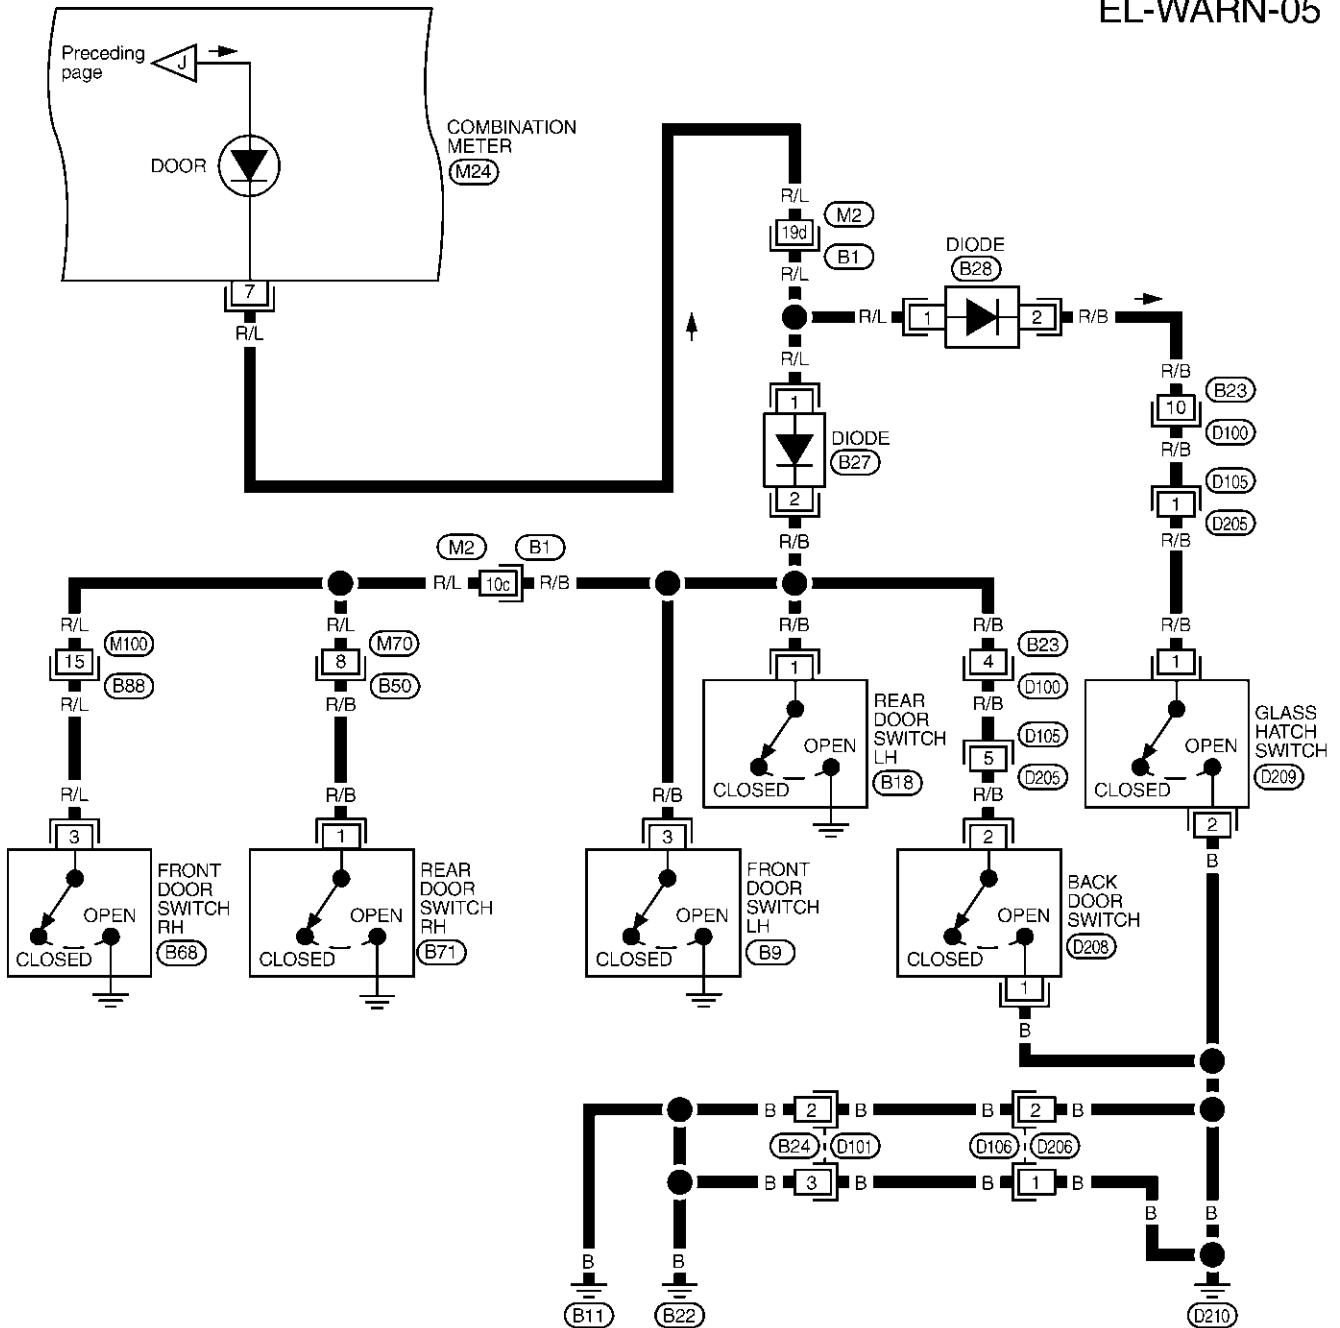 EL-WARN-05
Preceding
page
J
DOOR
COMBINATION
METER
M24
7
R/L
R/L
19d
M2
B1
R/L
DIODE
B28
R/L
1
2
R/B
R/L
1
DIODE
B27
2
R/B
R/B
10
B23
D100
R/B
1
D105
D205
R/B
M2
B1
R/L
10c
R/B
R/L
15
M100
B88
R/L
R/L
R/L
8
M70
B50
R/B
R/B
R/B
R/B
1
REAR
DOOR
SWITCH
LH
B18
OPEN
CLOSED
R/B
4
B23
D100
R/B
5
D105
D205
R/B
R/B
1
GLASS
HATCH
SWITCH
D209
OPEN
CLOSED
2
B
3
FRONT
DOOR
SWITCH
RH
B68
OPEN
CLOSED
1
REAR
DOOR
SWITCH
RH
B71
OPEN
CLOSED
3
FRONT
DOOR
SWITCH
LH
B9
OPEN
CLOSED
2
BACK
DOOR
SWITCH
D208
OPEN
CLOSED
1
B
B
2
B
B
2
B
B24
D101
D106
D206
B
3
B
B
1
B
B
B
B
B
B11
B22
D210